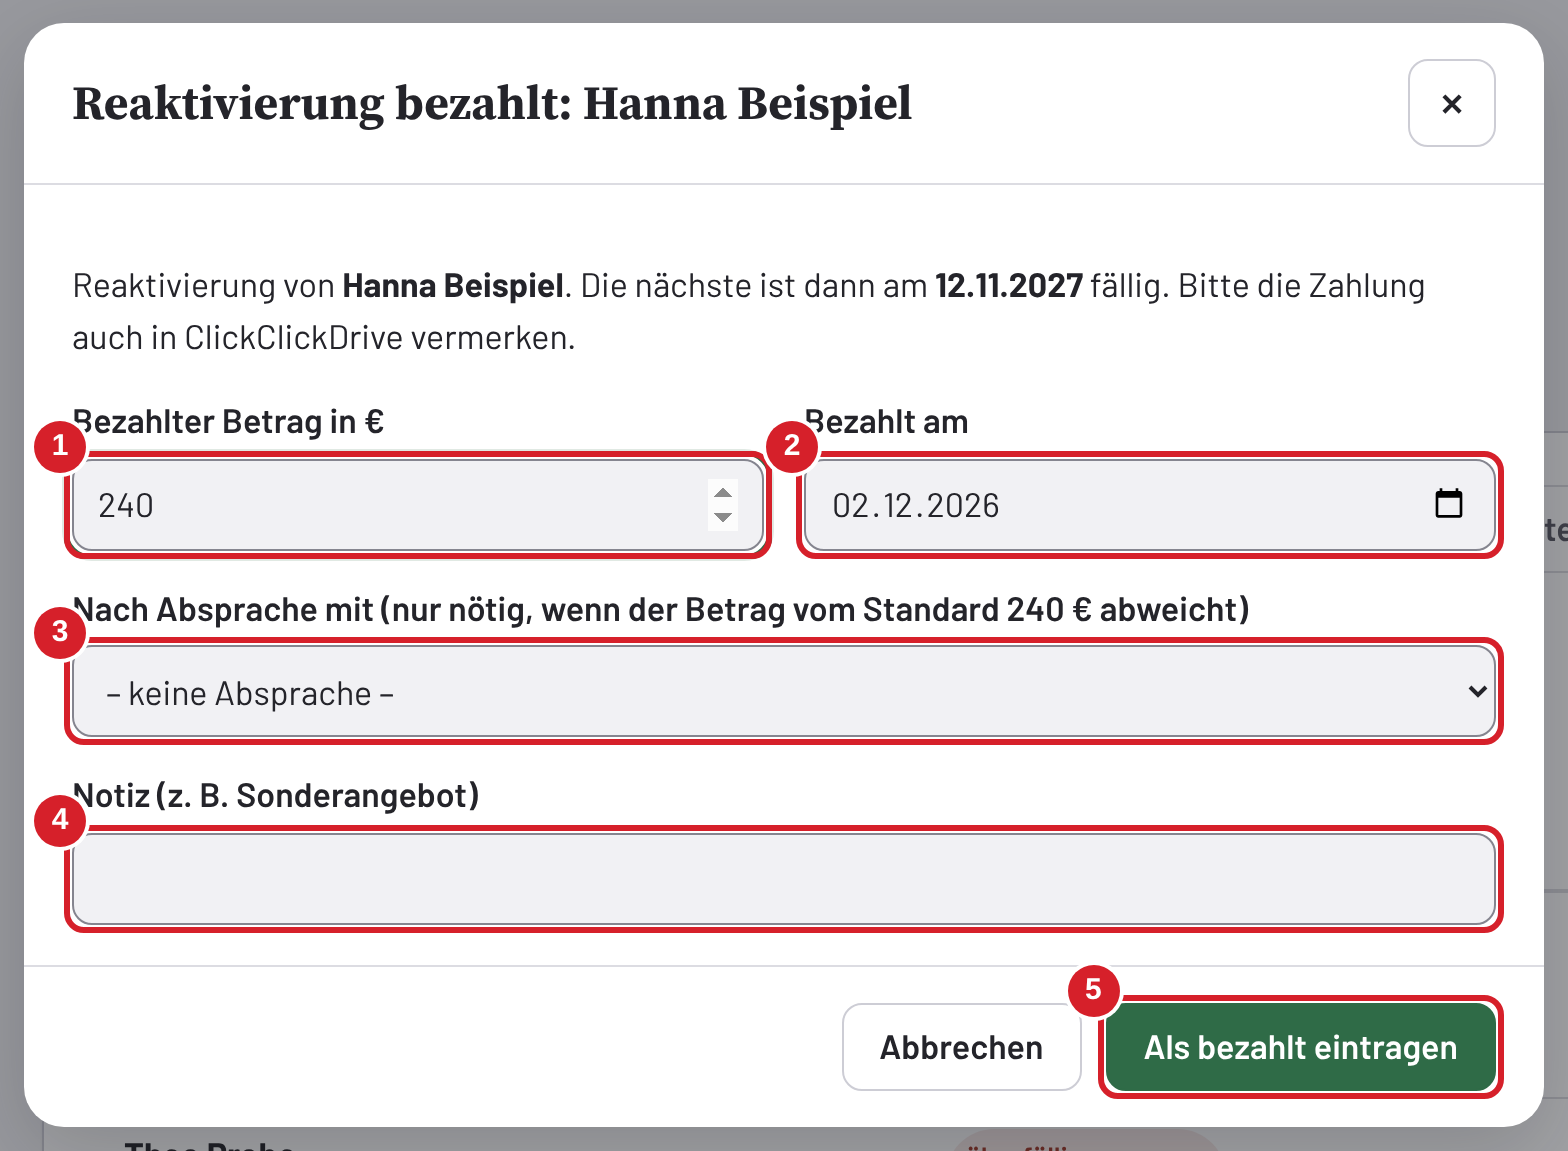 Reaktivierung bezahlt: Hanna Beispiel
×
Reaktivierung von Hanna Beispiel. Die nächste ist dann am 12.11.2027 fällig. Bitte die Zahlung
auch in ClickClickDrive vermerken.
Bezahlter Betrag in €
Bezahlt am
1
2
240
02.12.2026
Nach Absprache mit (nur nötig, wenn der Betrag vom Standard 240 € abweicht)
3
– keine Absprache –
Notiz (z. B. Sonderangebot)
4
5
Abbrechen
Als bezahlt eintragen